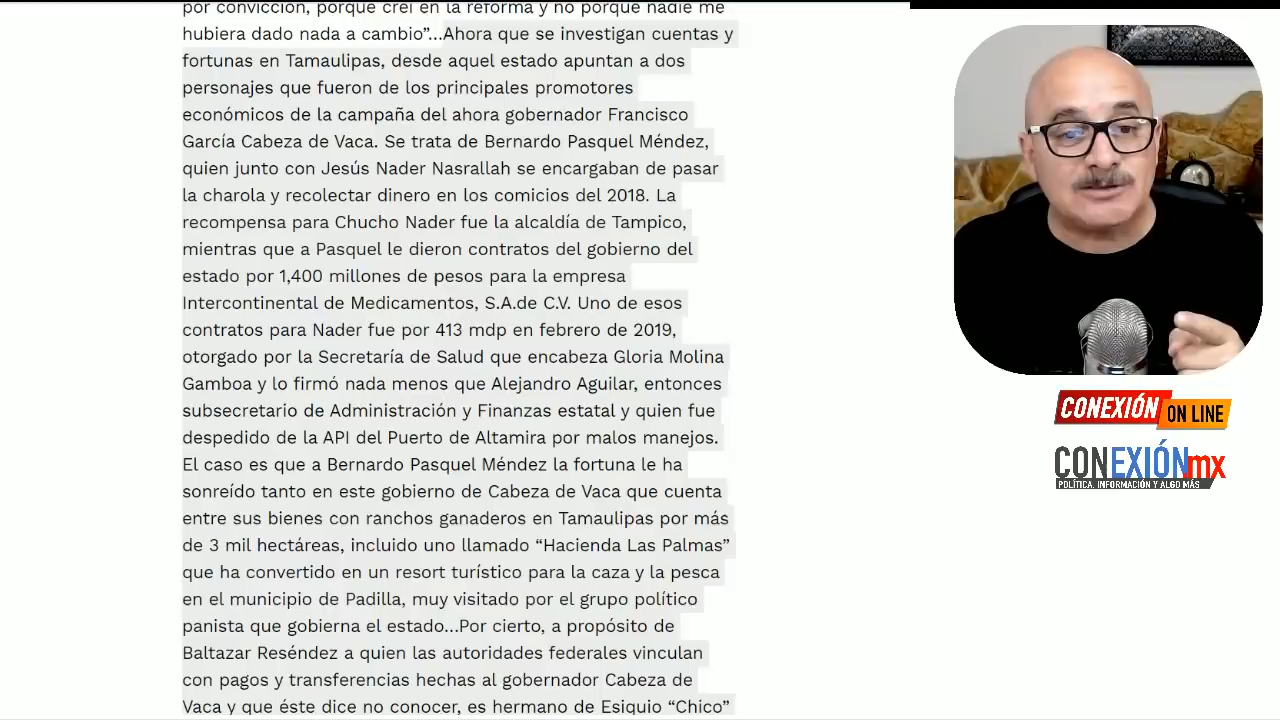 por convicción, porque creí en la reforma y no porque nadie me
hubiera dado nada a cambio”...Ahora que se investigan cuentas y
fortunas en Tamaulipas, desde aquel estado apuntan a dos
personajes que fueron de los principales promotores
económicos de la campaña del ahora gobernador Francisco
García Cabeza de Vaca. Se trata de Bernardo Pasquel Méndez,
quien junto con Jesús Nader Nasrallah se encargaban de pasar
la charola y recolectar dinero en los comicios del 2018. La
recompensa para Chucho Nader fue la alcaldía de Tampico,
mientras que a Pasquel le dieron contratos del gobierno del
estado por 1,400 millones de pesos para la empresa
Intercontinental de Medicamentos, S.A.de C.V. Uno de esos
contratos para Nader fue por 413 mdp en febrero de 2019,
otorgado por la Secretaría de Salud que encabeza Gloria Molina
Gamboa y lo firmó nada menos que Alejandro Aguilar, entonces
subsecretario de Administración y Finanzas estatal y quien fue
despedido de la API del Puerto de Altamira por malos manejos.
El caso es que a Bernardo Pasquel Méndez la fortuna le ha
sonreído tanto en este gobierno de Cabeza de Vaca que cuenta
entre sus bienes con ranchos ganaderos en Tamaulipas por más
de 3 mil hectáreas, incluido uno llamado “Hacienda Las Palmas”
que ha convertido en un resort turístico para la caza y la pesca
en el municipio de Padilla, muy visitado por el grupo político
panista que gobierna el estado...Por cierto, a propósito de
Baltazar Reséndez a quien las autoridades federales vinculan
con pagos y transferencias hechas al gobernador Cabeza de
Vaca y que éste dice no conocer, es hermano de Esiquio “Chico”
CONEXIÓN ON LINE
CONEXIÓNmx
POLÍTICA, INFORMACIÓN Y ALGO MÁS